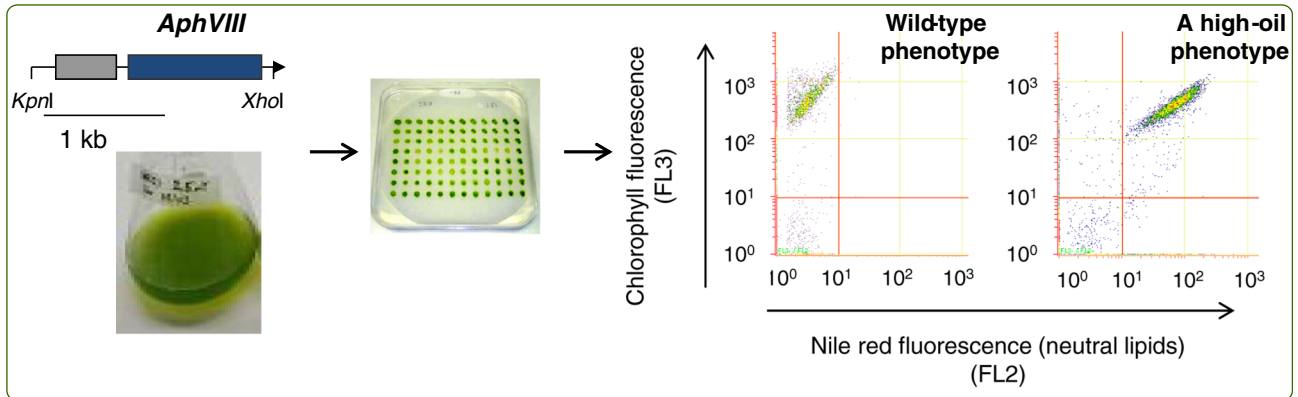 AphVIII
KpnI
XhoI
1 kb
Chlorophyll fluorescence
(FL3)
Wild-type
phenotype
A high-oil
phenotype
10³
10²
10¹
10⁰
10⁰
10¹
10²
10³
10³
10²
10¹
10⁰
10⁰
10¹
10²
10³
Nile red fluorescence (neutral lipids)
(FL2)